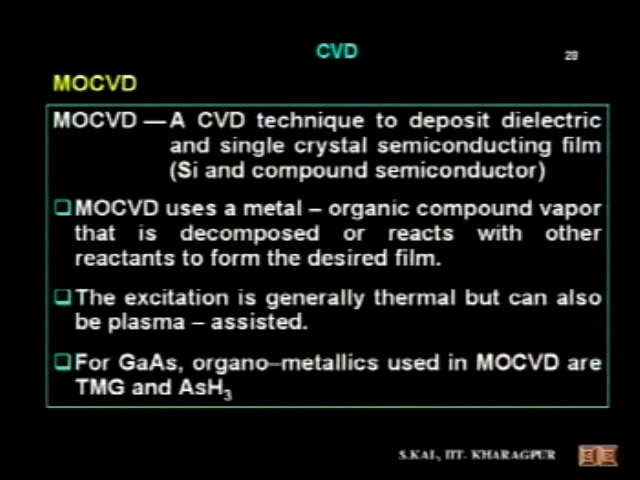 CVD
28
MOCVD
MOCVD — A CVD technique to deposit dielectric
and single crystal semiconducting film
(Si and compound semiconductor)
❑MOCVD uses a metal – organic compound vapor
that is decomposed or reacts with other
reactants to form the desired film.
❑The excitation is generally thermal but can also
be plasma – assisted.
❑For GaAs, organo–metallics used in MOCVD are
TMG and AsH₃
S.KAL, IIT- KHARAGPUR